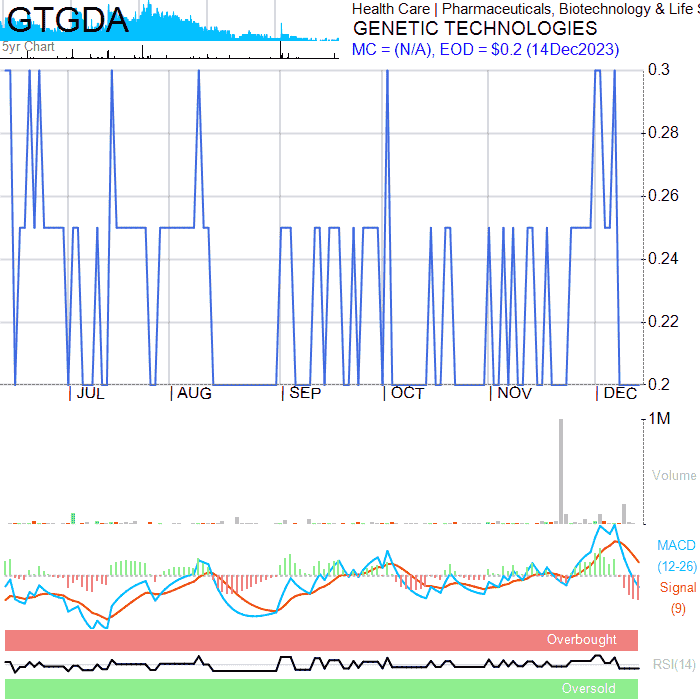 GTGDA
5yr Chart
Health Care | Pharmaceuticals, Biotechnology & Life S
GENETIC TECHNOLOGIES
MC = (N/A), EOD = $0.2 (14Dec2023)
0.3
0.28
0.26
0.24
0.22
0.2
JUL
AUG
SEP
OCT
NOV
DEC
1M
Volume
MACD
(12-26)
Signal
(9)
Overbought
RSI(14)
Oversold